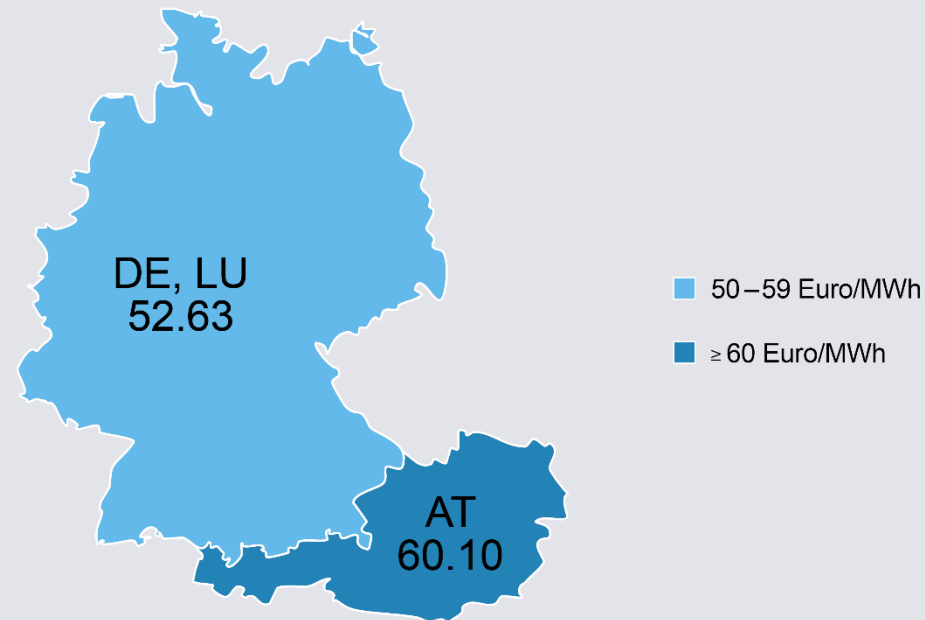 DE, LU
52.63
50–59 Euro/MWh
≥ 60 Euro/MWh
AT
60.10